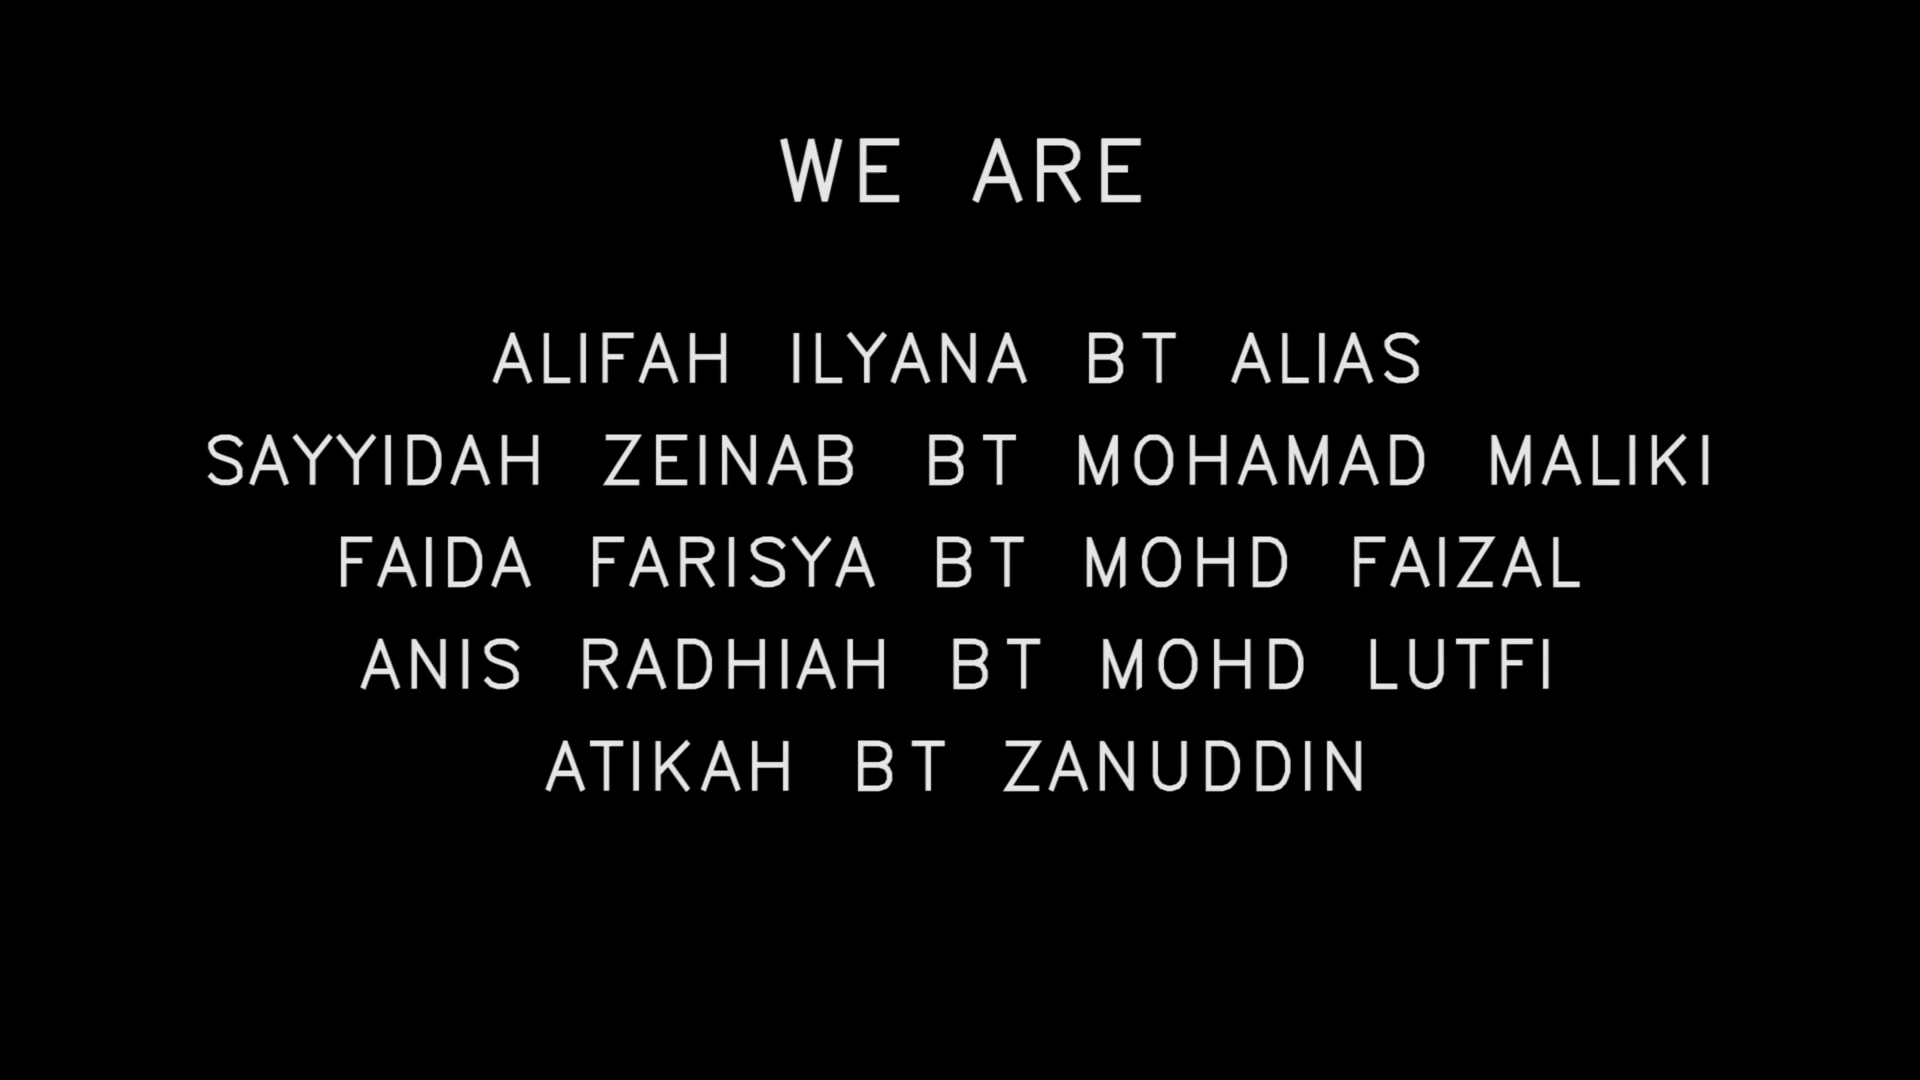 WE ARE
ALIFAH ILYANA BT ALIAS
SAYYIDAH ZEINAB BT MOHAMAD MALIKI
FAIDA FARISYA BT MOHD FAIZAL
ANIS RADHIAH BT MOHD LUTFI
ATIKAH BT ZANUDDIN